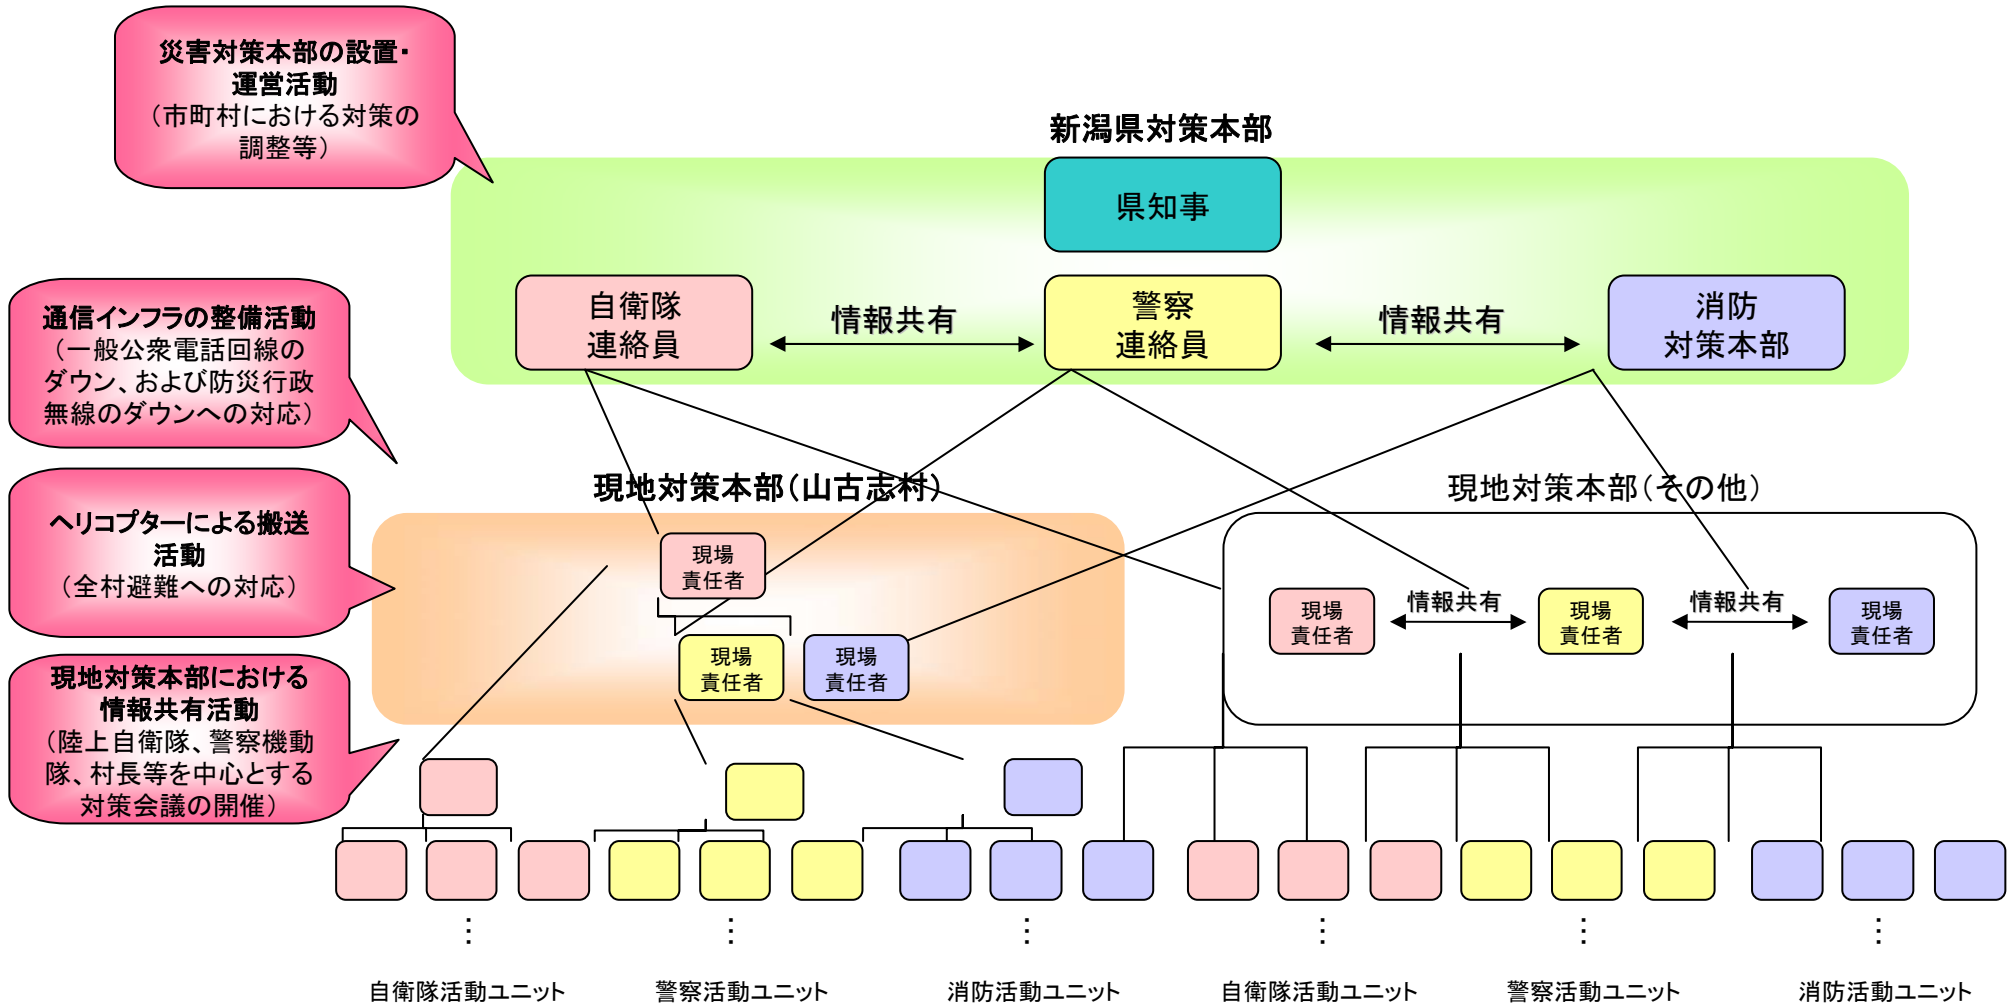 災害対策本部の設置・
運営活動
（市町村における対策の
調整等）
新潟県対策本部
県知事
自衛隊
連絡員
情報共有
警察
連絡員
情報共有
消防
対策本部
通信インフラの整備活動
（一般公衆電話回線の
ダウン、および防災行政
無線のダウンへの対応）
現地対策本部（山古志村）
現地対策本部（その他）
ヘリコプターによる搬送
活動
（全村避難への対応）
現場
責任者
現場
責任者
現場
責任者
現場
責任者
情報共有
現場
責任者
情報共有
現場
責任者
現地対策本部における
情報共有活動
（陸上自衛隊、警察機動
隊、村長等を中心とする
対策会議の開催）
⋮
⋮
⋮
⋮
⋮
⋮
自衛隊活動ユニット
警察活動ユニット
消防活動ユニット
自衛隊活動ユニット
警察活動ユニット
消防活動ユニット